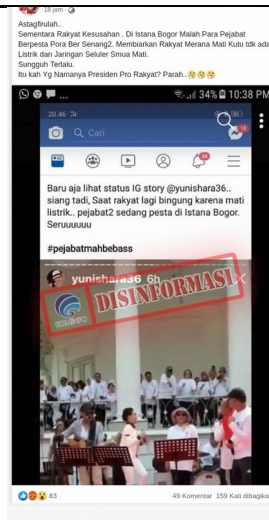 18 jam
Astagfirulah..
Sementara Rakyat Kesusahan . Di Istana Bogor Malah Para Pejabat
Berpesta Pora Ber Senang2. Membiarkan Rakyat Merana Mati Kutu tdk ada
Listrik dan Jaringan Seluler Smua Mati.
Sungguh Terlalu.
Itu kah Yg Namanya Presiden Pro Rakyat? Parah..
34% 10:38 PM
20.46
Cari
Baru aja lihat status IG story @yunishara36..
siang tadi, Saat rakyat lagi bingung karena mati
listrik.. pejabat2 sedang pesta di Istana Bogor.
Seruuuuuu
#pejabatmahbebass
yunishara36 6h
KOMINFO
DISINFORMASI
83
49 Komentar 159 Kali dibagika